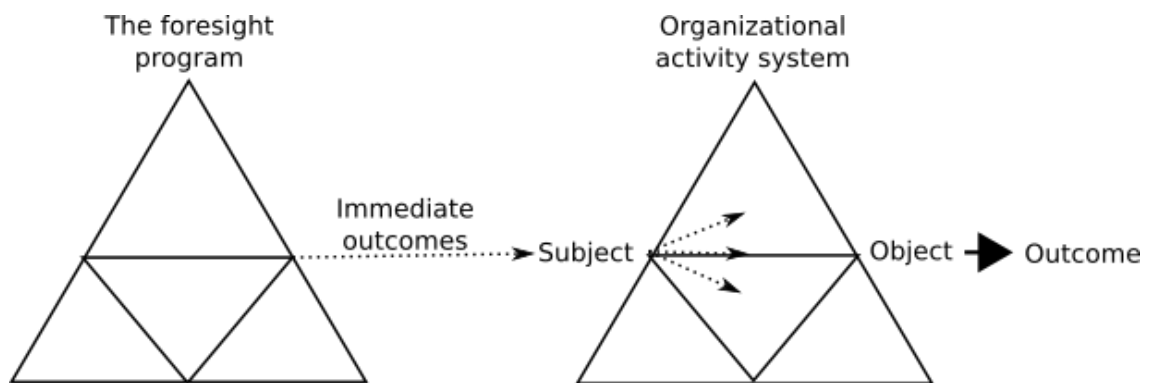 The foresight
program
Organizational
activity system
Immediate
outcomes
Subject
Object
Outcome